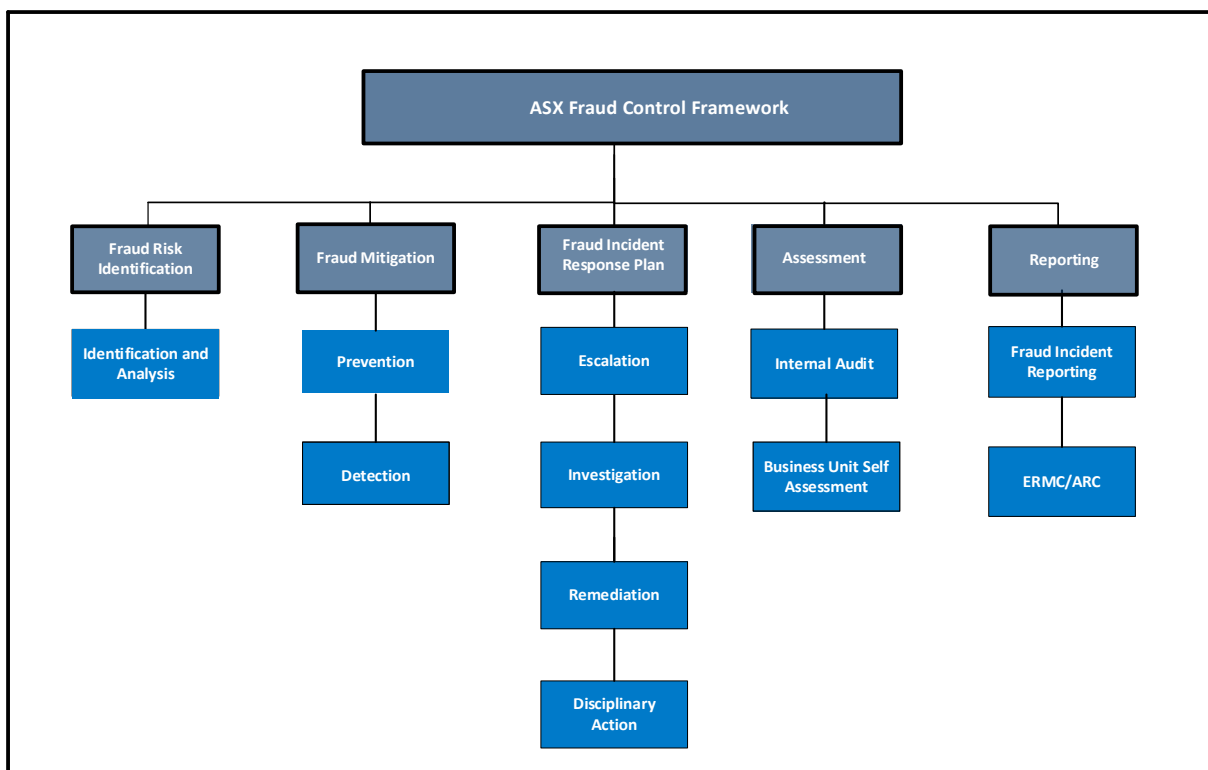 ASX Fraud Control Framework
Fraud Risk
Identification
Fraud Mitigation
Fraud Incident
Response Plan
Assessment
Reporting
Identification and
Analysis
Prevention
Escalation
Internal Audit
Fraud Incident
Reporting
Detection
Investigation
Business Unit Self
Assessment
ERMC/ARC
Remediation
Disciplinary
Action